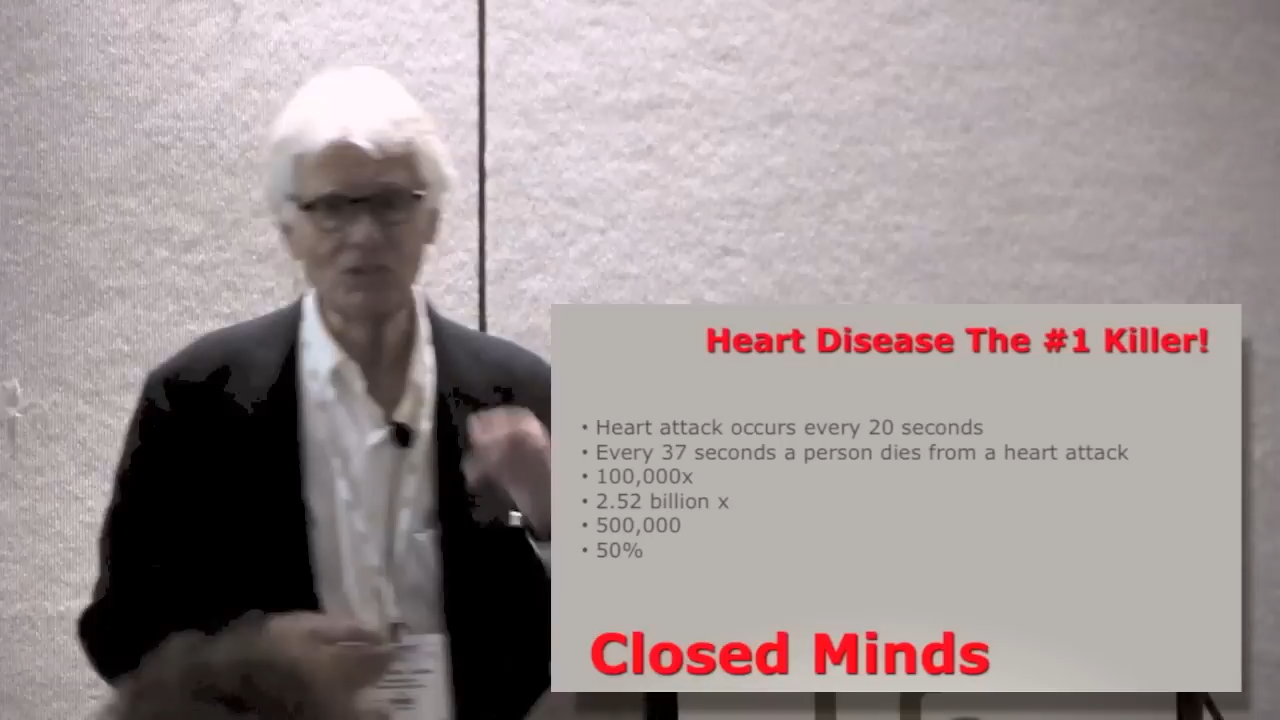 Heart Disease The #1 Killer!
• Heart attack occurs every 20 seconds
• Every 37 seconds a person dies from a heart attack
• 100,000x
• 2.52 billion x
• 500,000
• 50%
Closed Minds